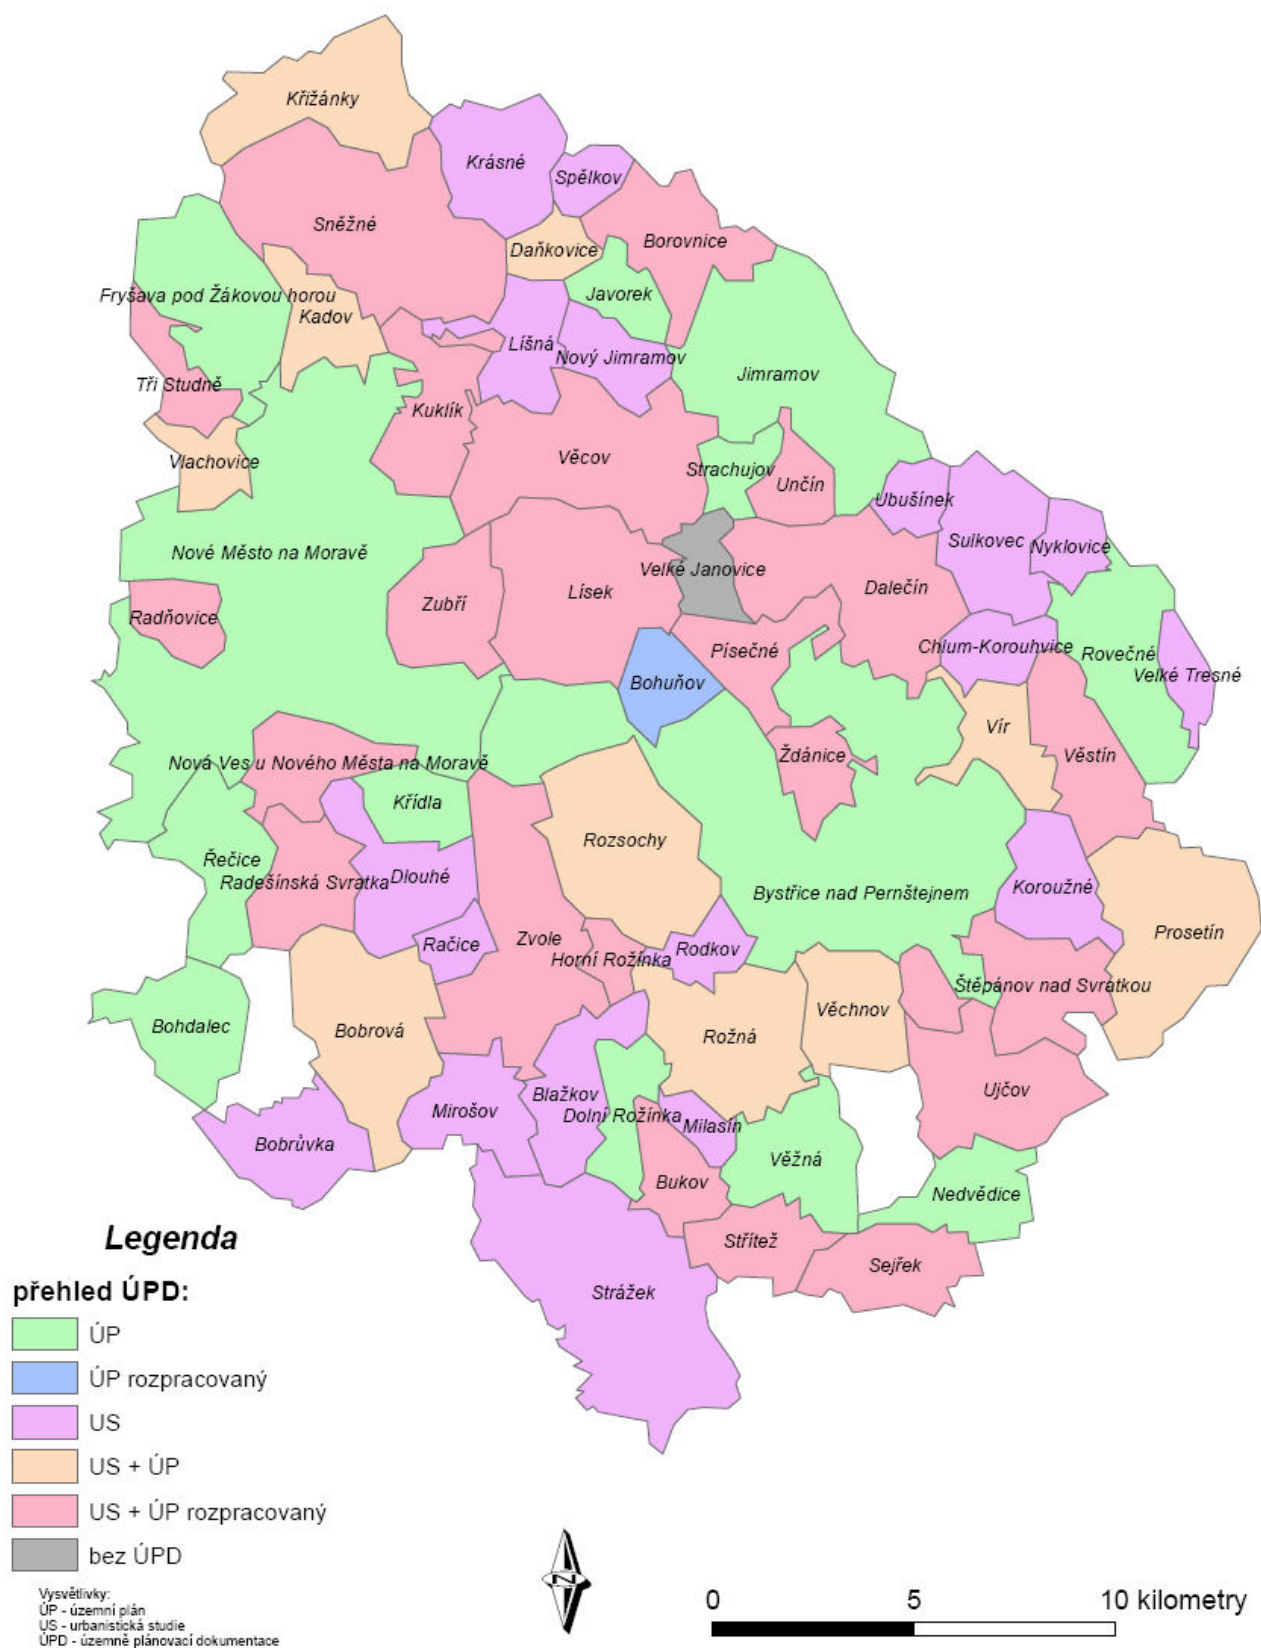 Křižánky
Krásné
Spělkov
Sněžné
Borovnice
Daňkovice
Javorek
Fryšava pod Žákovou horou
Kadov
Líšná
Nový Jimramov
Jimramov
Tři Studně
Kuklík
Věcov
Vlachovice
Strachujov
Unčín
Ubušínek
Sulkovec
Nyklovice
Nové Město na Moravě
Velké Janovice
Dalečín
Lísek
Zubří
Radňovice
Písečné
Chlum-Korouhvice
Rovečné
Velké Tresné
Bohuňov
Vír
Ždánice
Věstín
Nová Ves u Nového Města na Moravě
Křídla
Rozsochy
Řečice
Radešínská Svratka
Dlouhé
Bystřice nad Pernštejnem
Koroužné
Prosetín
Račice
Zvole
Horní Rožínka
Rodkov
Štěpánov nad Svratkou
Věchnov
Bohdalec
Bobrová
Rožná
Ujčov
Mirošov
Blažkov
Dolní Rožínka
Milasín
Bobrůvka
Věžná
Bukov
Nedvědice
Střítež
Sejřek
Strážek
Legenda
přehled ÚPD:
ÚP
ÚP rozpracovaný
US
US + ÚP
US + ÚP rozpracovaný
bez ÚPD
Vysvětlivky:
ÚP - územní plán
US - urbanistická studie
ÚPD - územně plánovací dokumentace
N
0 5 10 kilometry